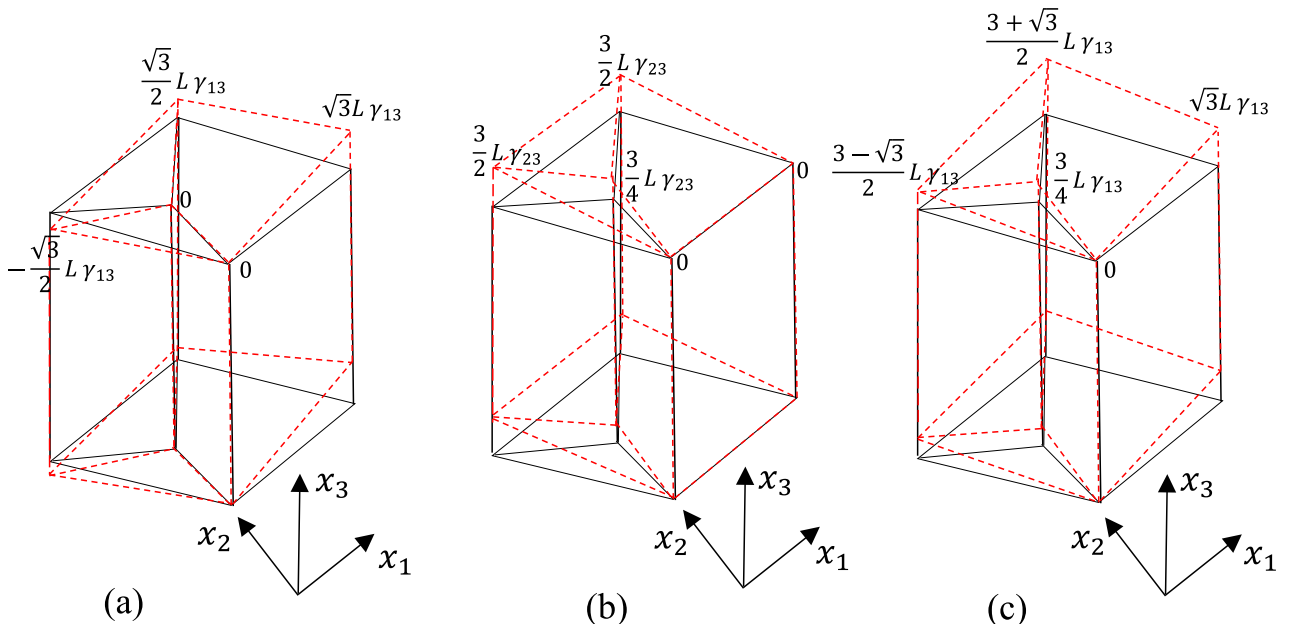 √3/2 L γ₁₃
√3L γ₁₃
0
−√3/2 L γ₁₃
0
x₃
x₂
x₁
(a)
3/2 L γ₂₃
3/2 L γ₂₃
0
3/4 L γ₂₃
0
x₃
x₂
x₁
(b)
(3 + √3)/2 L γ₁₃
√3L γ₁₃
(3 − √3)/2 L γ₁₃
3/4 L γ₁₃
0
x₃
x₂
x₁
(c)